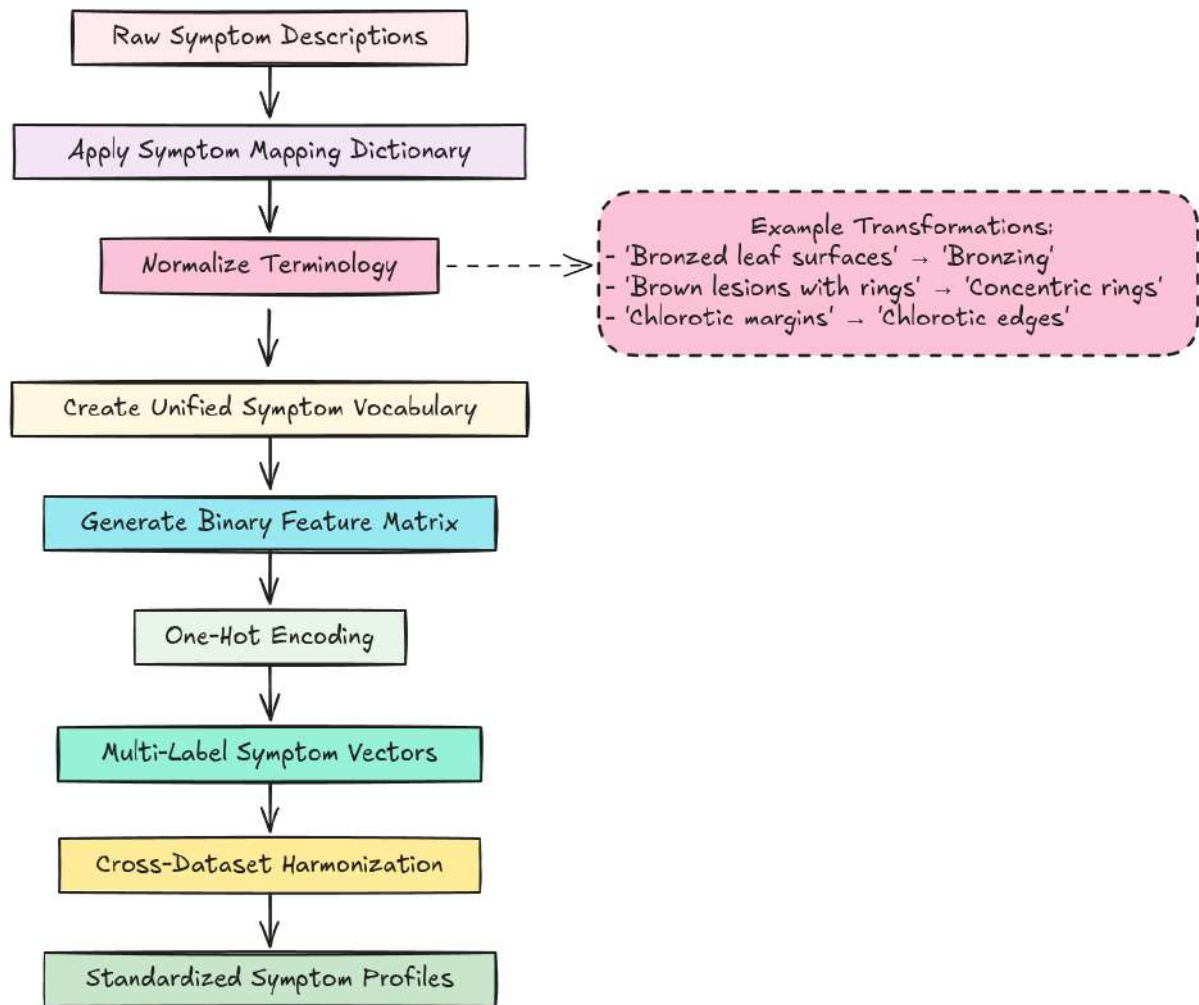 Raw Symptom Descriptions
Apply Symptom Mapping Dictionary
Normalize Terminology
Example Transformations:
- 'Bronzed leaf surfaces' → 'Bronzing'
- 'Brown lesions with rings' → 'Concentric rings'
- 'Chlorotic margins' → 'Chlorotic edges'
Create Unified Symptom Vocabulary
Generate Binary Feature Matrix
One-Hot Encoding
Multi-Label Symptom Vectors
Cross-Dataset Harmonization
Standardized Symptom Profiles